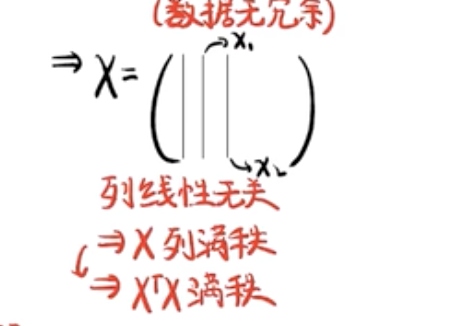 (数据无冗余)
⇒ X = ( x₁
x₂ )
列线性无关
⇒ X 列满秩
⇒ XᵀX 满秩